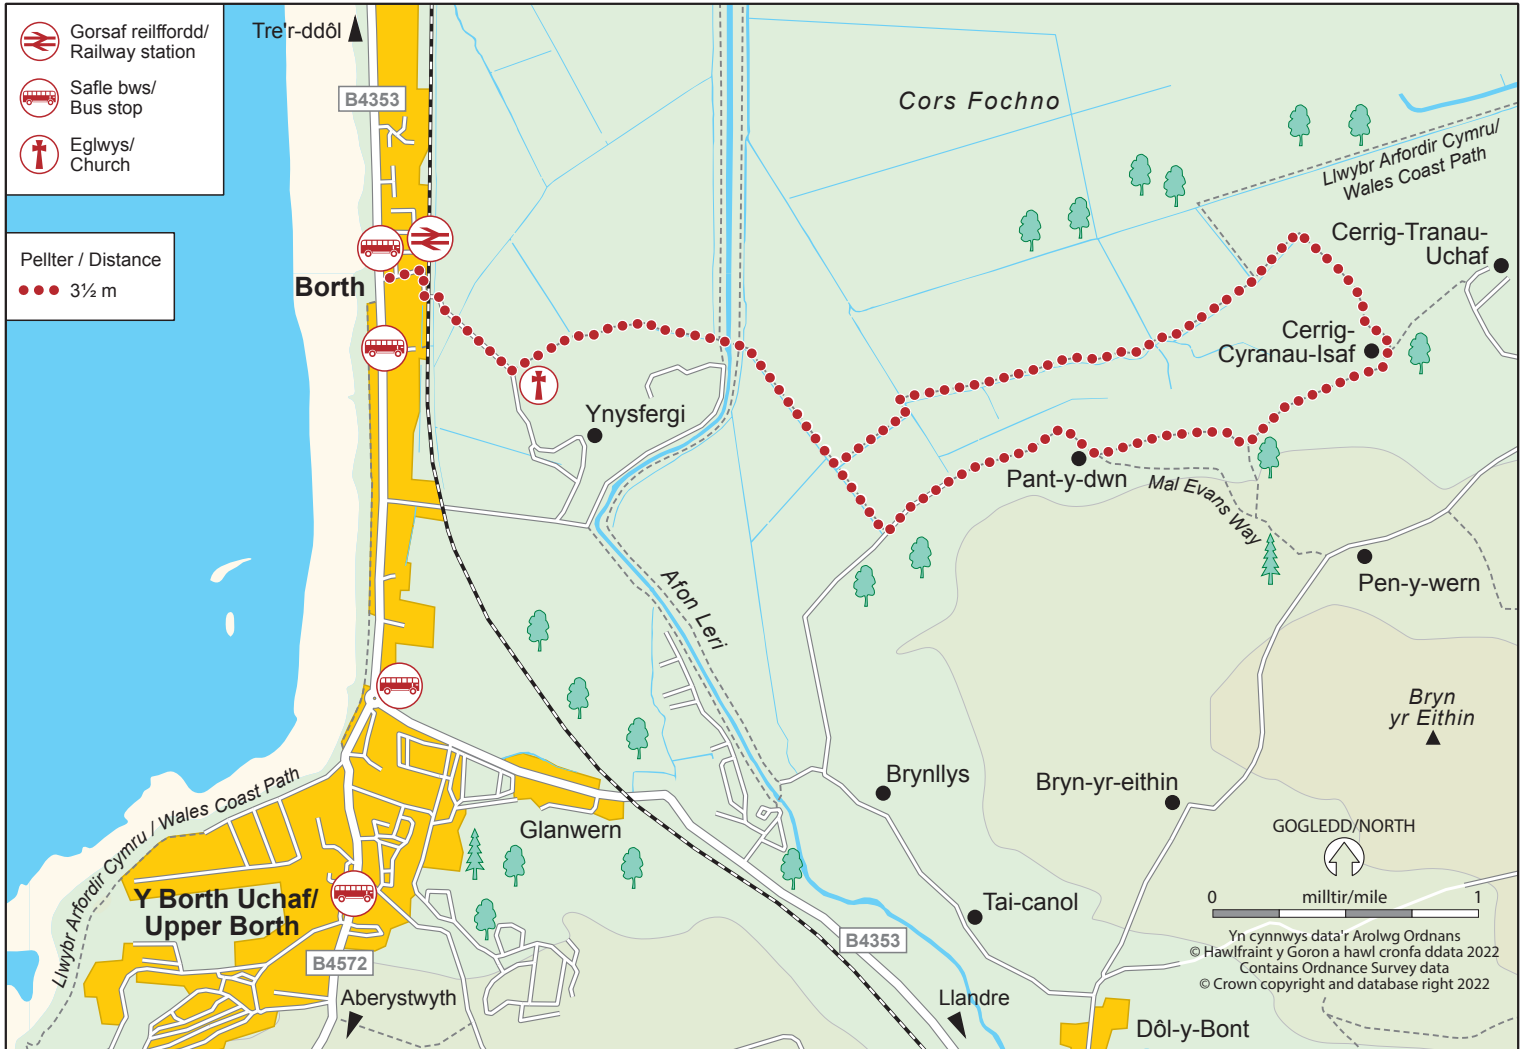 Gorsaf reilffordd/
Railway station
Safle bws/
Bus stop
Eglwys/
Church
Pellter / Distance
3½ m
Tre'r-ddôl
B4353
Cors Fochno
Llwybr Arfordir Cymru/
Wales Coast Path
Cerrig-Tranau-
Uchaf
Borth
Cerrig-
Cyranau-Isaf
Ynysfergi
Pant-y-dwn
Mal Evans Way
Pen-y-wern
Afon Leri
Bryn
yr Eithin
Brynllys
Bryn-yr-eithin
Glanwern
Llwybr Arfordir Cymru / Wales Coast Path
Y Borth Uchaf/
Upper Borth
Tai-canol
B4353
B4572
Aberystwyth
Llandre
Dôl-y-Bont
GOGLEDD/NORTH
0 milltir/mile 1
Yn cynnwys data'r Arolwg Ordnans
© Hawlfraint y Goron a hawl cronfa ddata 2022
Contains Ordnance Survey data
© Crown copyright and database right 2022